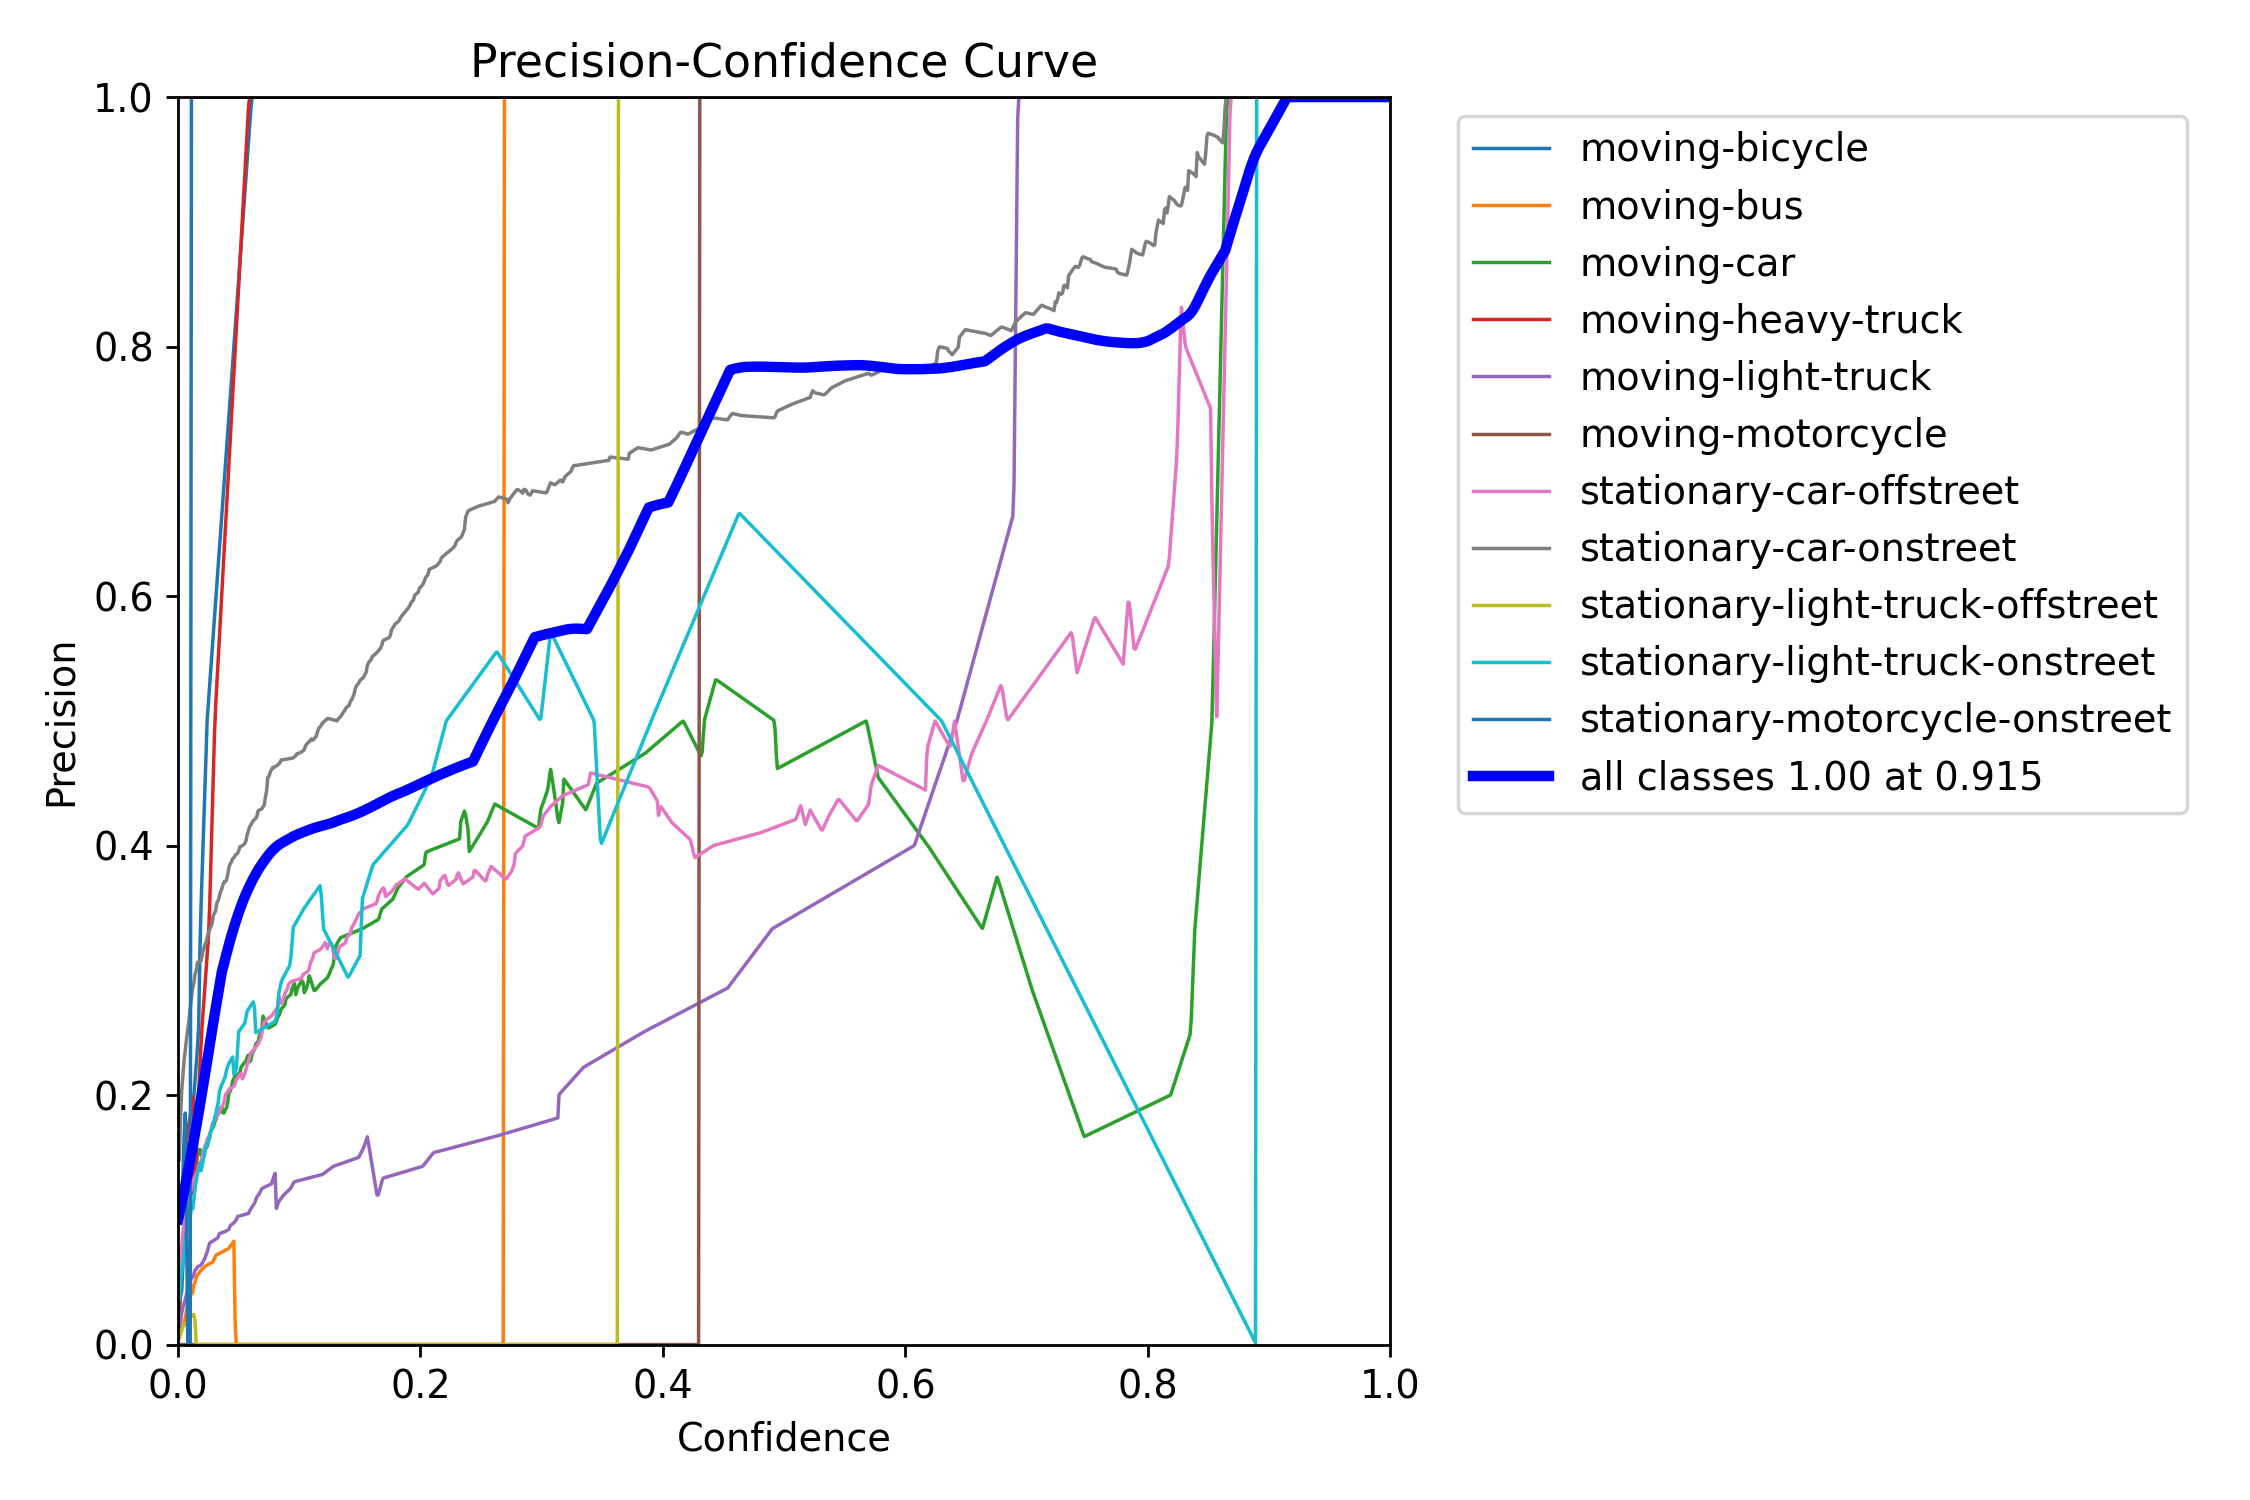 Precision-Confidence Curve
1.0
0.8
0.6
0.4
0.2
0.0
Precision
0.0 0.2 0.4 0.6 0.8 1.0
Confidence
moving-bicycle
moving-bus
moving-car
moving-heavy-truck
moving-light-truck
moving-motorcycle
stationary-car-offstreet
stationary-car-onstreet
stationary-light-truck-offstreet
stationary-light-truck-onstreet
stationary-motorcycle-onstreet
all classes 1.00 at 0.915